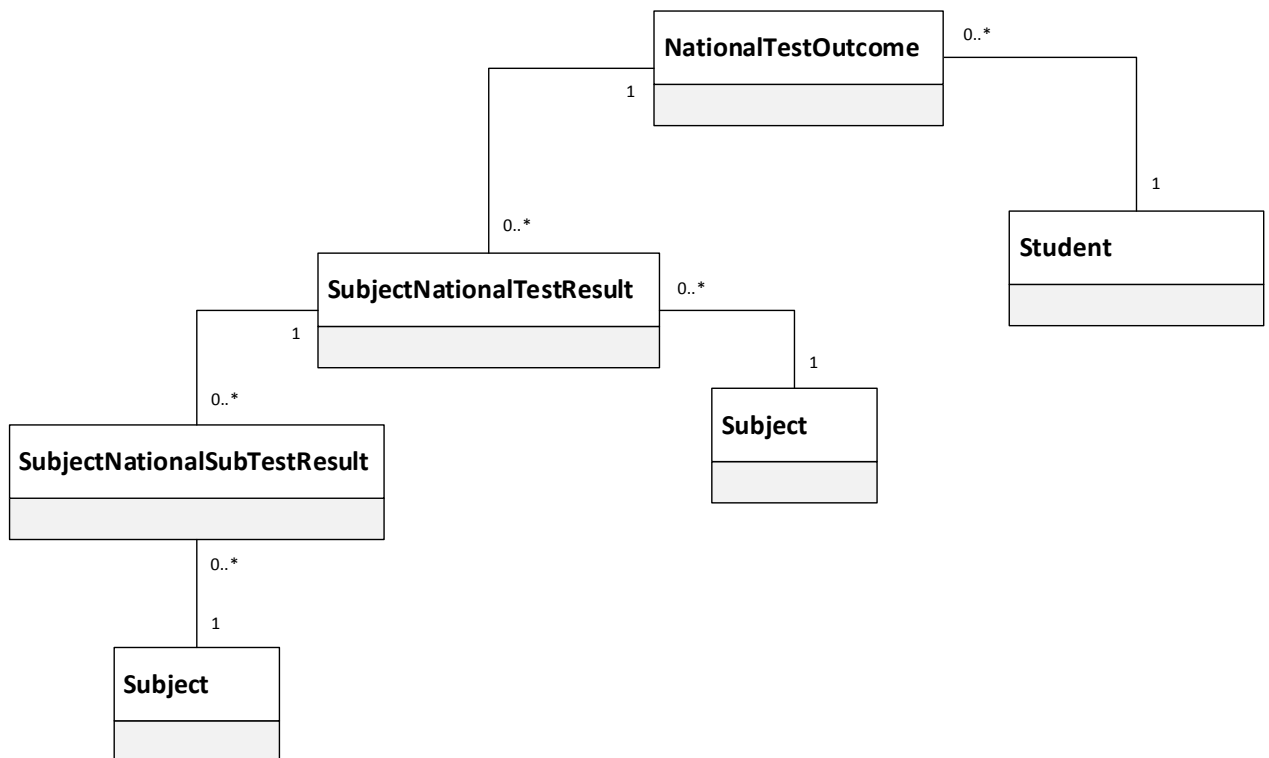 NationalTestOutcome
0..*
1
1
0..*
Student
SubjectNationalTestResult
0..*
1
1
0..*
Subject
SubjectNationalSubTestResult
0..*
1
Subject